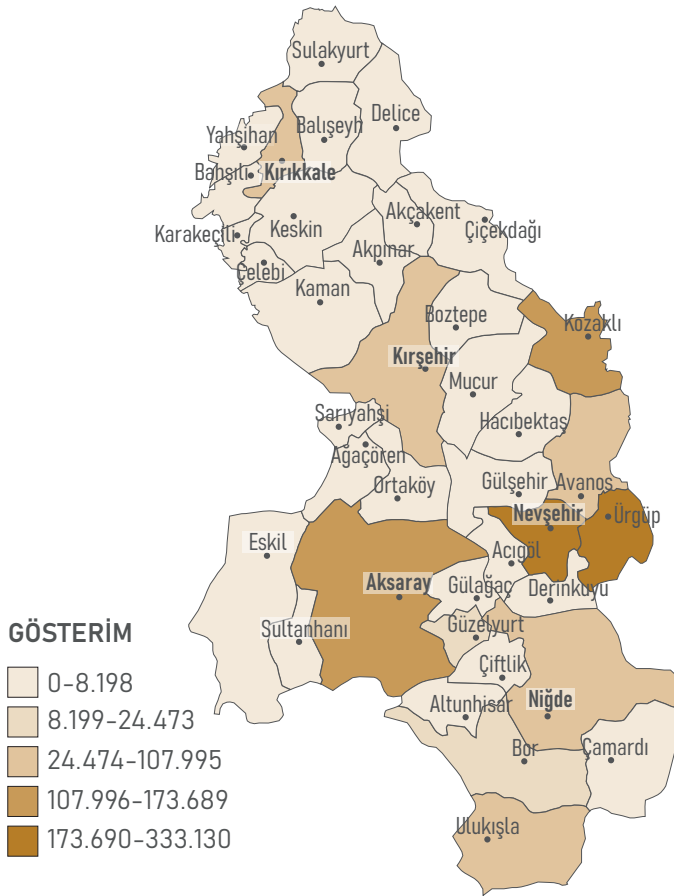 Sulakyurt
Delice
Balışeyh
Yahşihan
Bahşılı
Kırıkkale
Akçakent
Çiçekdağı
Keskin
Karakeçili
Akpınar
Çelebi
Kaman
Boztepe
Kozaklı
Kırşehir
Mucur
Sarıyahşi
Hacıbektaş
Ağaçören
Ortaköy
Gülşehir
Avanos
Nevşehir
Ürgüp
Eskil
Acıgöl
Aksaray
Gülağaç
Derinkuyu
Sultanhanı
Güzelyurt
Çiftlik
Altunhisar
Niğde
Bor
Çamardı
Ulukışla
GÖSTERİM
0-8.198
8.199-24.473
24.474-107.995
107.996-173.689
173.690-333.130